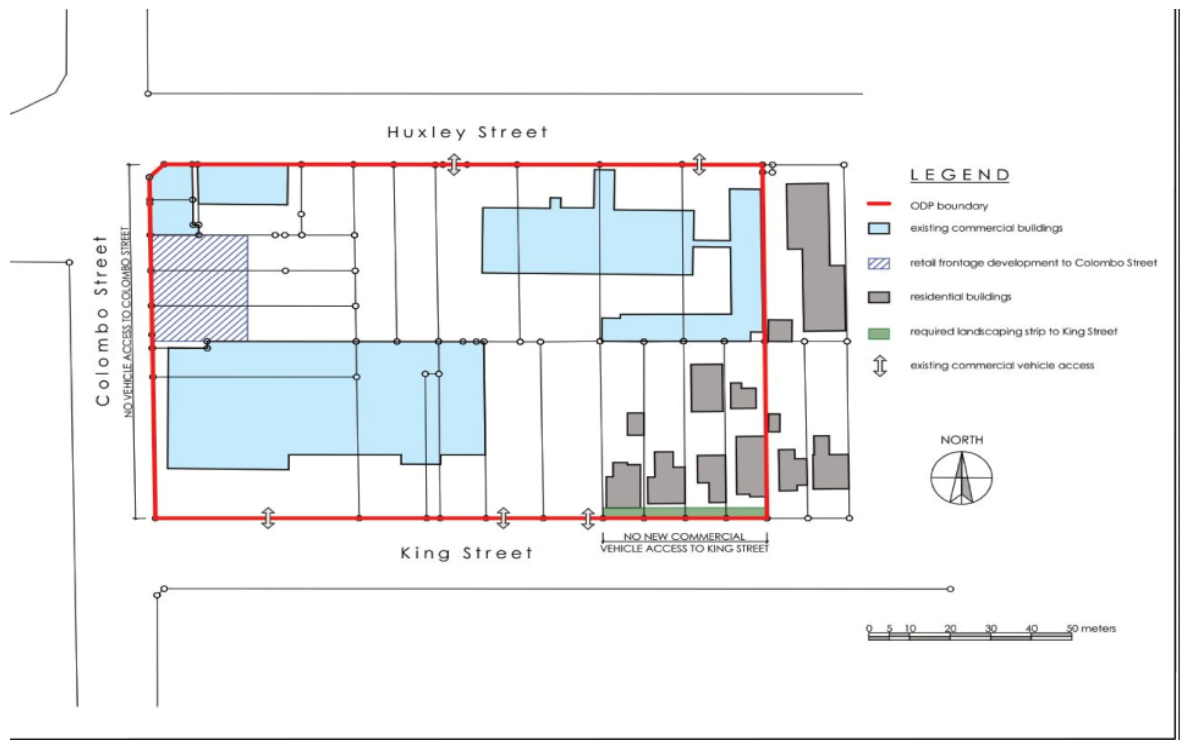 Huxley Street
LEGEND
ODP boundary
existing commercial buildings
retail frontage development to Colombo Street
residential buildings
required landscaping strip to King Street
existing commercial vehicle access
Colombo Street
NO VEHICLE ACCESS TO COLOMBO STREET
NORTH
King Street
NO NEW COMMERCIAL
VEHICLE ACCESS TO KING STREET
0 5 10 20 30 40 50 meters